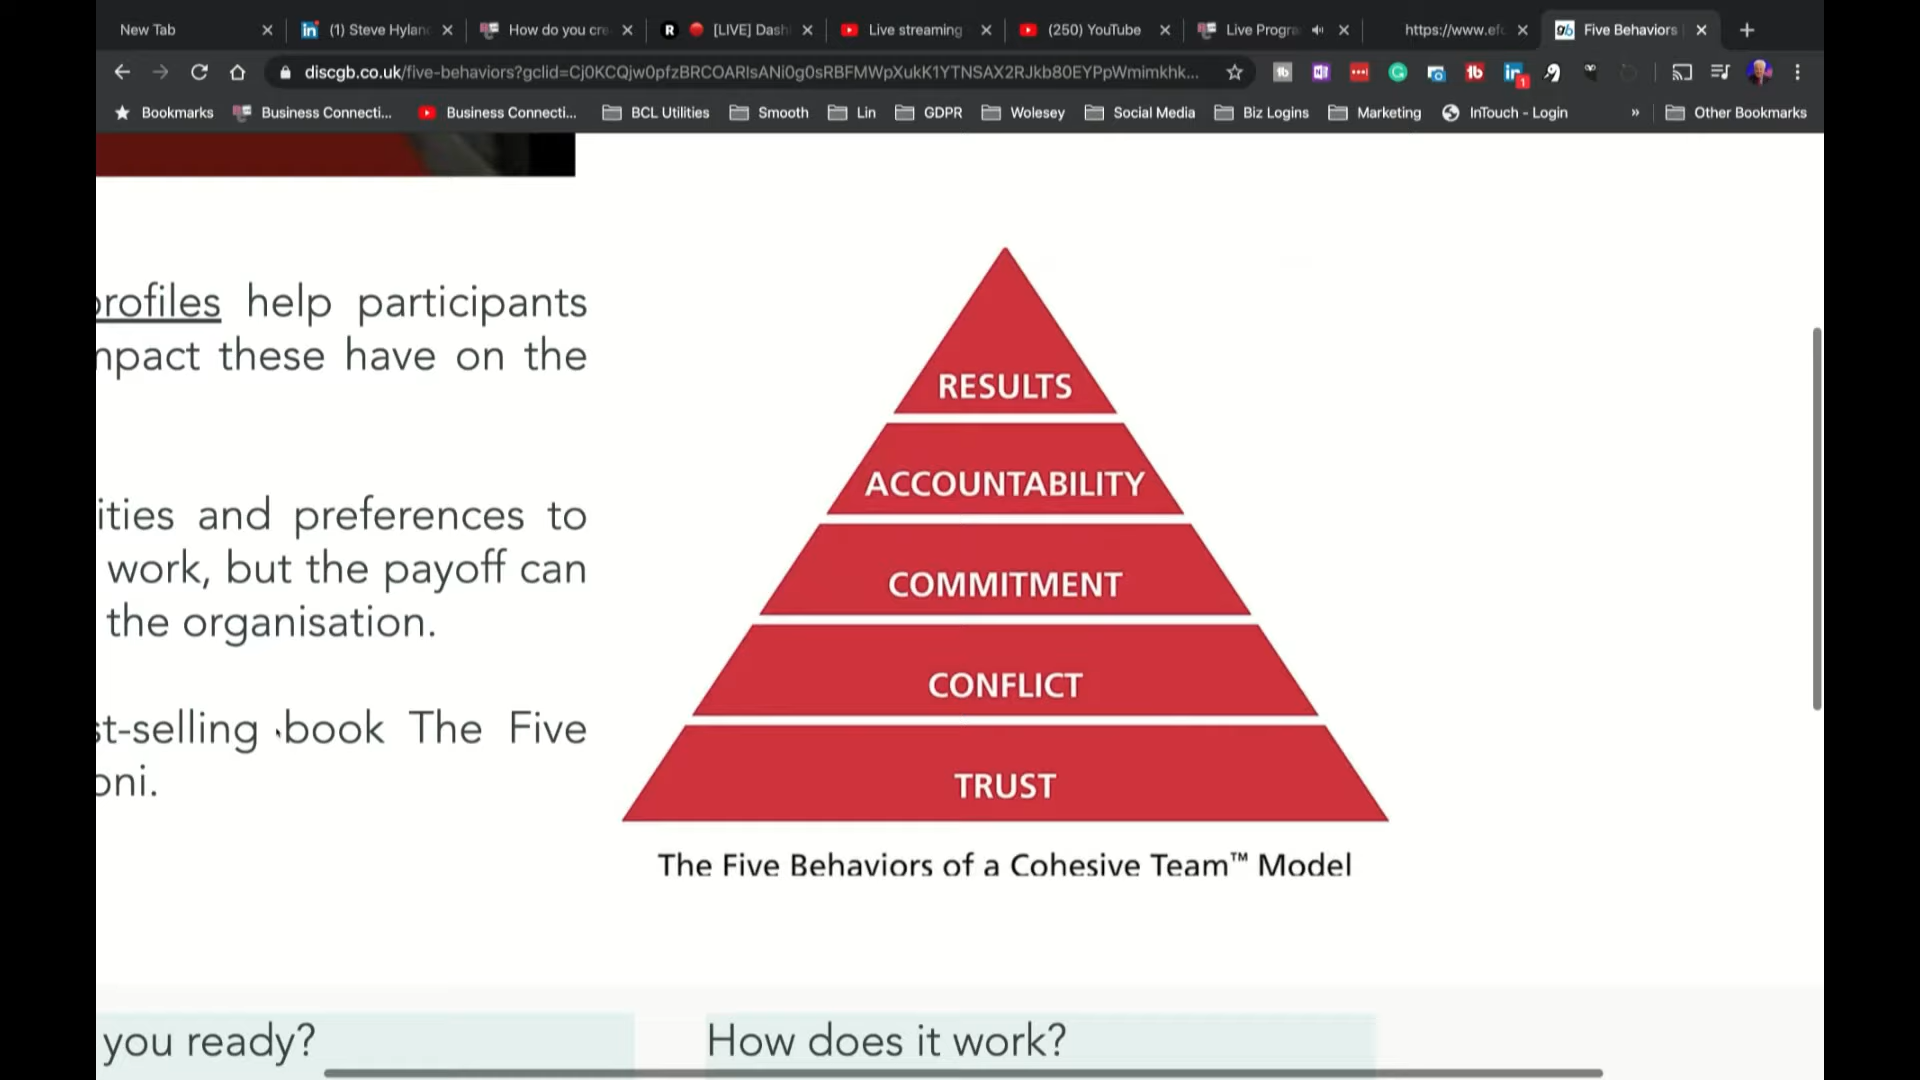 New Tab
(1) Steve Hylan
How do you cre
[LIVE] Dash
Live streaming
(250) YouTube
Live Progra
https://www.efc
Five Behaviors
discgb.co.uk/five-behaviors?gclid=Cj0KCQjw0pfzBRCOARIsANi0g0sRBFMWpXukK1YTNSAX2RJkb80EYPpWmimkhk...
Bookmarks
Business Connecti...
Business Connecti...
BCL Utilities
Smooth
Lin
GDPR
Wolesey
Social Media
Biz Logins
Marketing
InTouch - Login
»
Other Bookmarks
rofiles help participants
mpact these have on the
ities and preferences to
work, but the payoff can
the organisation.
st-selling book The Five
oni.
RESULTS
ACCOUNTABILITY
COMMITMENT
CONFLICT
TRUST
The Five Behaviors of a Cohesive Team™ Model
you ready?
How does it work?